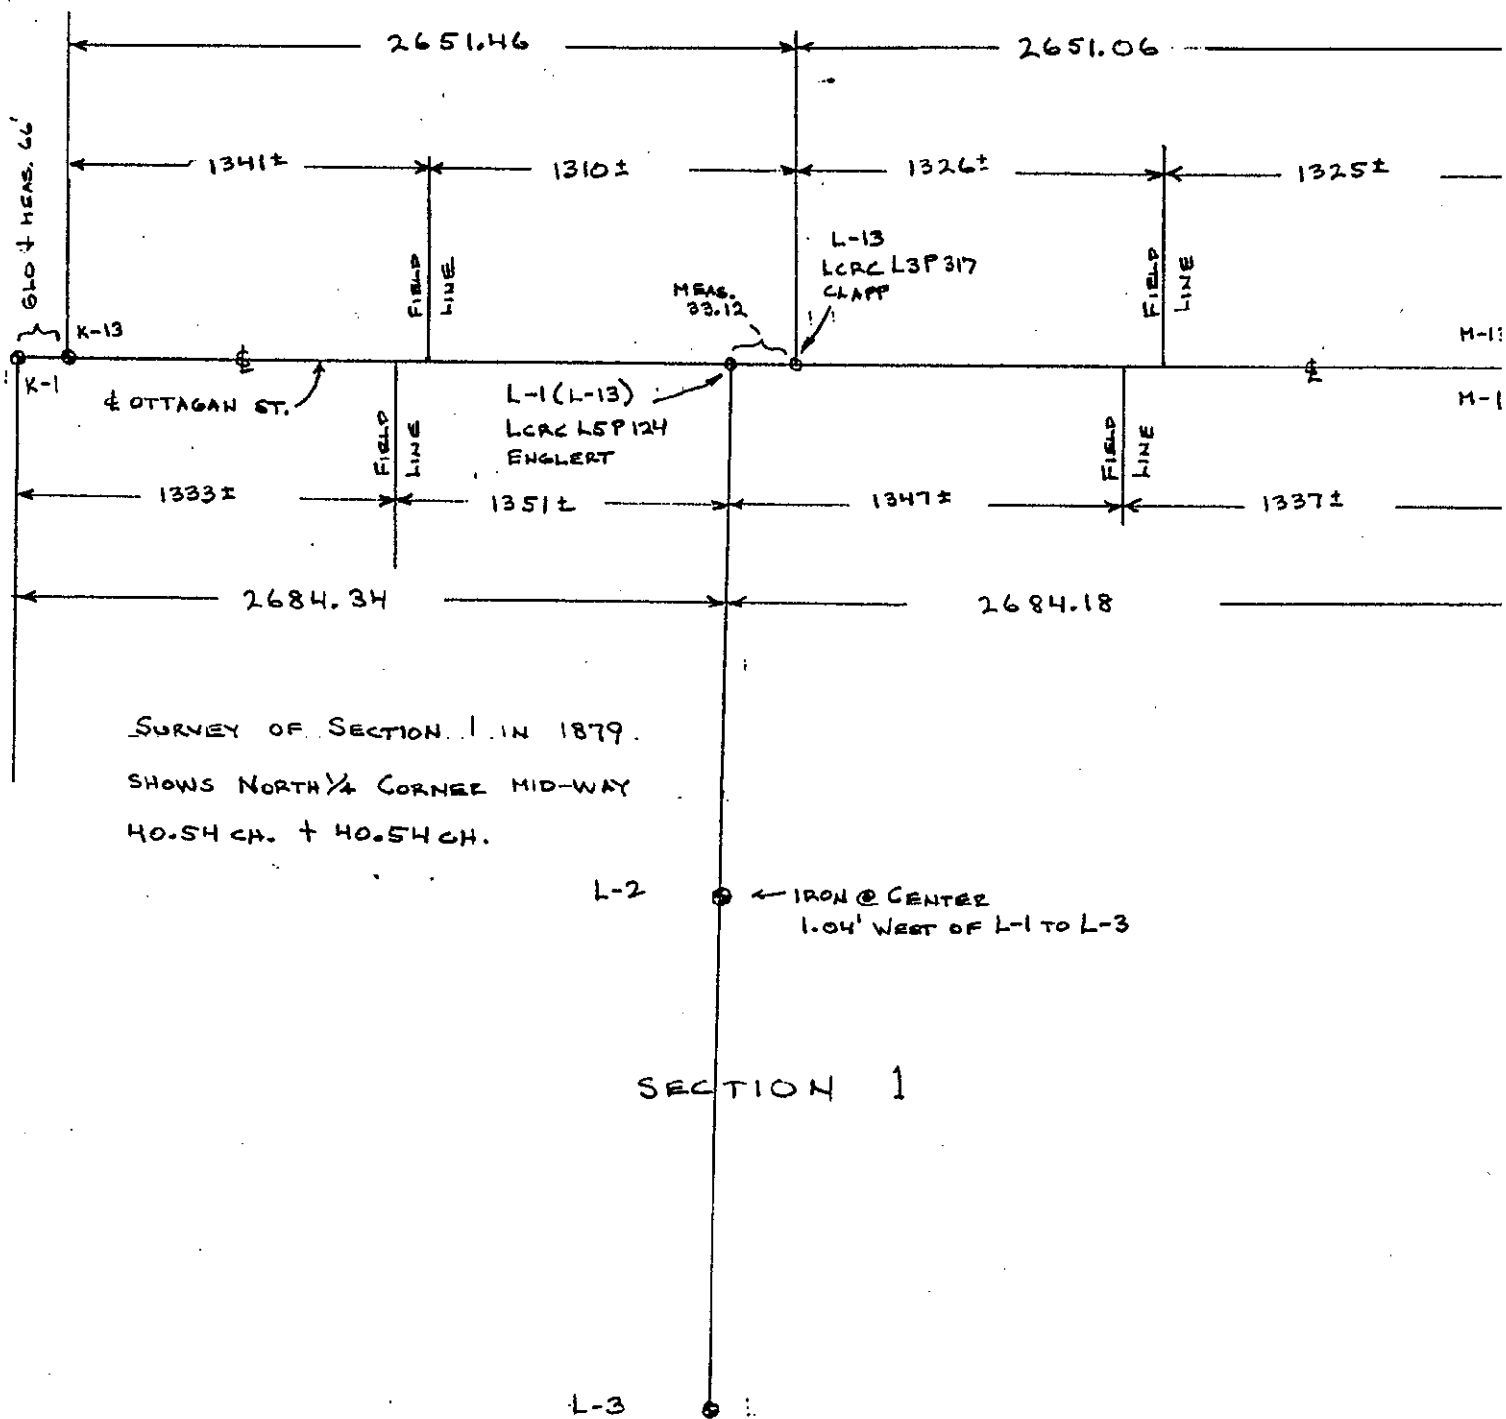 2651.46
2651.06
GLO & MEAS. 66'
1341±
1310±
1326±
1325±
FIELD
LINE
L-13
LCRC L3P317
CLAPP
MEAS.
33.12
FIELD
LINE
K-13
M-13
K-1
℄ OTTAGAN ST.
℄
℄
M-1
L-1 (L-13)
LCRC L5P124
ENGLERT
FIELD
LINE
FIELD
LINE
1333±
1351±
1347±
1337±
2684.34
2684.18
SURVEY OF SECTION 1 IN 1879
SHOWS NORTH ¼ CORNER MID-WAY
40.54 CH. + 40.54 CH.
L-2
IRON @ CENTER
1.04' WEST OF L-1 TO L-3
SECTION 1
L-3